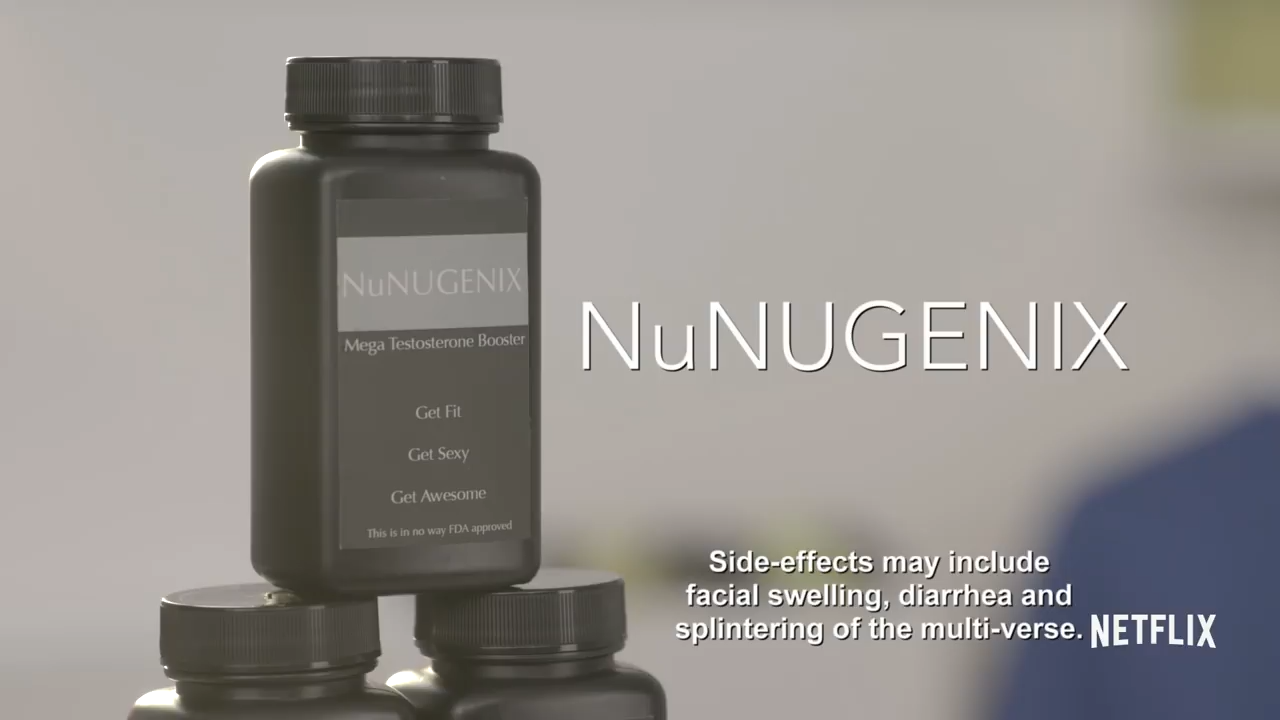 NuNUGENIX
Mega Testosterone Booster
Get Fit
Get Sexy
Get Awesome
This is in no way FDA approved
NuNUGENIX
Side-effects may include
facial swelling, diarrhea and
splintering of the multi-verse.
NETFLIX